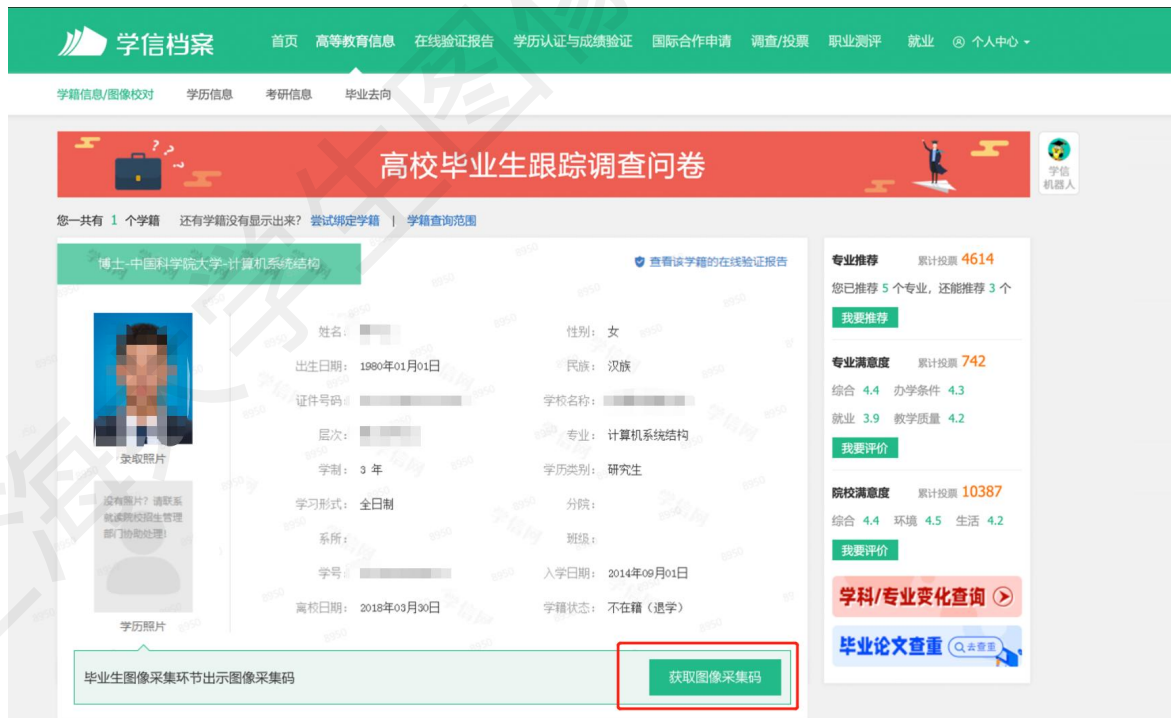 学信档案
首页 高等教育信息 在线验证报告 学历认证与成绩验证 国际合作申请 调查/投票 职业测评 就业 个人中心
学籍信息/图像校对 学历信息 考研信息 毕业去向
高校毕业生跟踪调查问卷
学信
机器人
您一共有 1 个学籍 还有学籍没有显示出来? 尝试绑定学籍 | 学籍查询范围
博士-中国科学院大学-计算机系统结构
查看该学籍的在线验证报告
姓名:
性别: 女
出生日期: 1980年01月01日
民族: 汉族
证件号码:
学校名称:
层次:
专业: 计算机系统结构
学制: 3 年
学历类别: 研究生
学习形式: 全日制
分院:
系所:
班级:
学号:
入学日期: 2014年09月01日
离校日期: 2018年03月30日
学籍状态: 不在籍（退学）
录取照片
没有照片? 请联系
就读院校招生管理
部门协助处理!
学历照片
毕业生图像采集环节出示图像采集码
获取图像采集码
专业推荐 累计投票 4614
您已推荐 5 个专业，还能推荐 3 个
我要推荐
专业满意度 累计投票 742
综合 4.4 办学条件 4.3
就业 3.9 教学质量 4.2
我要评价
院校满意度 累计投票 10387
综合 4.4 环境 4.5 生活 4.2
我要评价
学科/专业变化查询
毕业论文查重 去查重